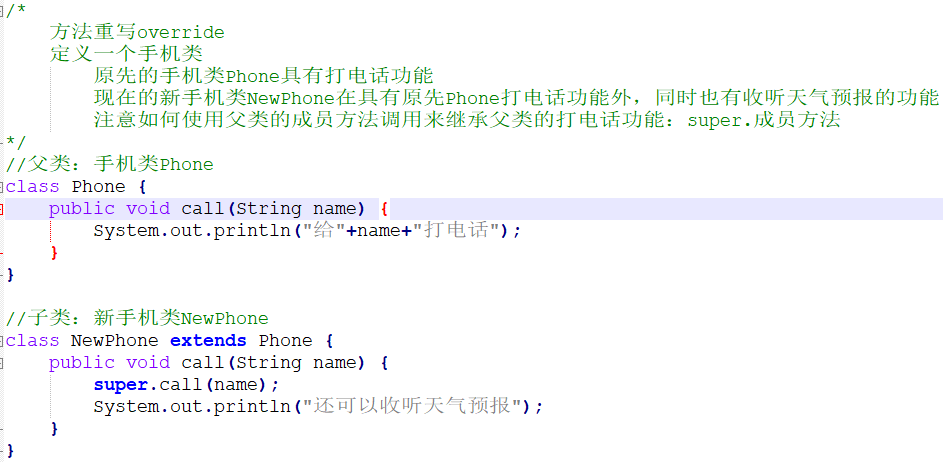 /*
    方法重写override
    定义一个手机类
        原先的手机类Phone具有打电话功能
        现在的新手机类NewPhone在具有原先Phone打电话功能外，同时也有收听天气预报的功能
        注意如何使用父类的成员方法调用来继承父类的打电话功能：super.成员方法
*/
//父类：手机类Phone
class Phone {
    public void call(String name) {
        System.out.println("给"+name+"打电话");
    }
}

//子类：新手机类NewPhone
class NewPhone extends Phone {
    public void call(String name) {
        super.call(name);
        System.out.println("还可以收听天气预报");
    }
}